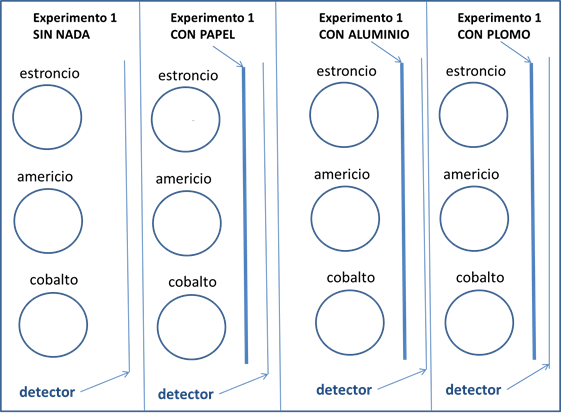 Experimento 1
SIN NADA
estroncio
americio
cobalto
detector
Experimento 1
CON PAPEL
estroncio
americio
cobalto
detector
Experimento 1
CON ALUMINIO
estroncio
americio
cobalto
detector
Experimento 1
CON PLOMO
estroncio
americio
cobalto
detector